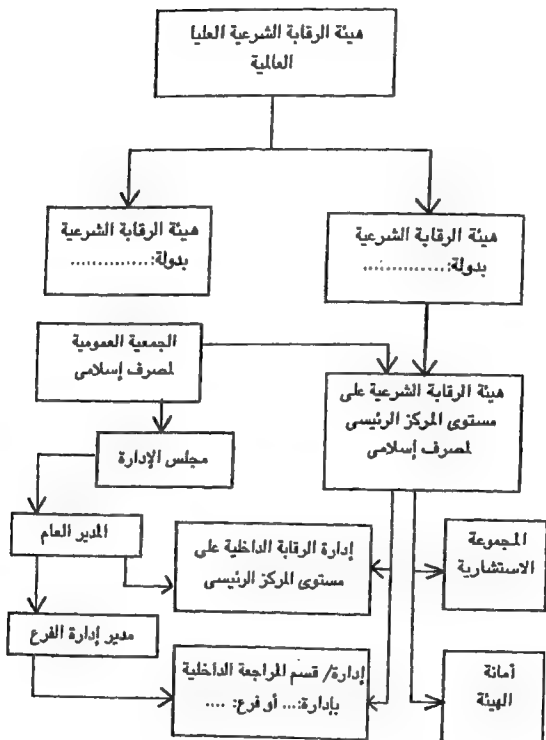 هيئة الرقابة الشرعية العليا
العالمية
هيئة الرقابة الشرعية
بدولة:..............
هيئة الرقابة الشرعية
بدولة:..............
الجمعية العمومية
لمصرف إسلامى
هيئة الرقابة الشرعية على
مستوى المركز الرئيسى
لمصرف إسلامى
مجلس الإدارة
المدير العام
إدارة الرقابة الداخلية على
مستوى المركز الرئيسى
المجموعة
الاستشارية
مدير إدارة الفرع
إدارة/ قسم المراجعة الداخلية
بإدارة:... أو فرع: ....
أمانة
الهيئة